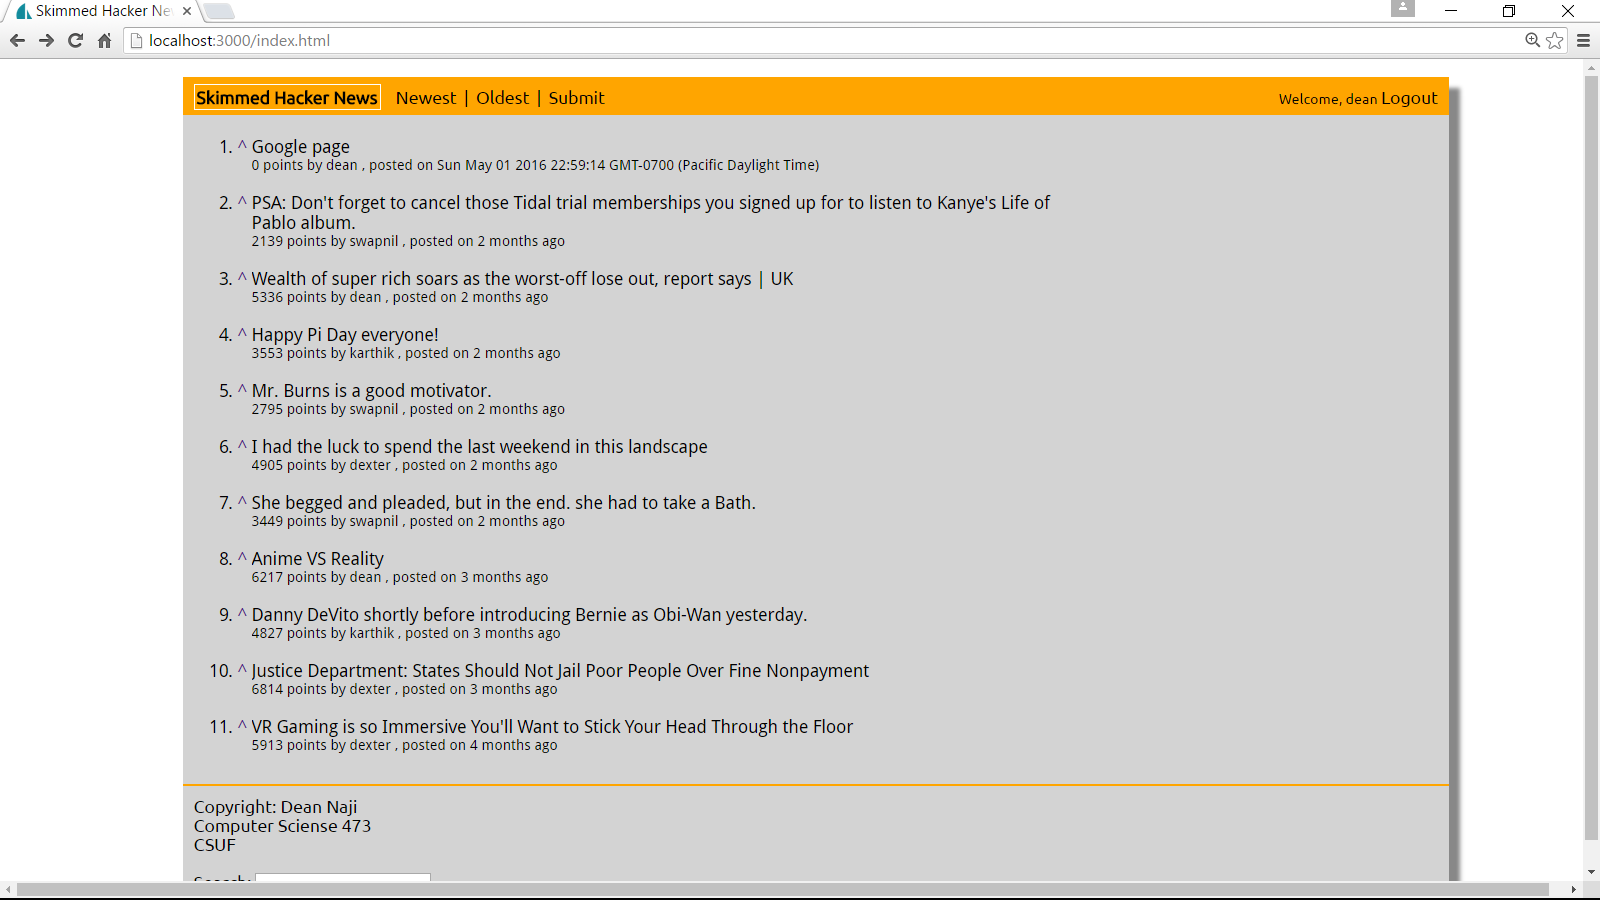 Skimmed Hacker Ne
localhost:3000/index.html
Skimmed Hacker News Newest | Oldest | Submit Welcome, dean Logout
1. ^ Google page
0 points by dean , posted on Sun May 01 2016 22:59:14 GMT-0700 (Pacific Daylight Time)
2. ^ PSA: Don't forget to cancel those Tidal trial memberships you signed up for to listen to Kanye's Life of
Pablo album.
2139 points by swapnil , posted on 2 months ago
3. ^ Wealth of super rich soars as the worst-off lose out, report says | UK
5336 points by dean , posted on 2 months ago
4. ^ Happy Pi Day everyone!
3553 points by karthik , posted on 2 months ago
5. ^ Mr. Burns is a good motivator.
2795 points by swapnil , posted on 2 months ago
6. ^ I had the luck to spend the last weekend in this landscape
4905 points by dexter , posted on 2 months ago
7. ^ She begged and pleaded, but in the end. she had to take a Bath.
3449 points by swapnil , posted on 2 months ago
8. ^ Anime VS Reality
6217 points by dean , posted on 3 months ago
9. ^ Danny DeVito shortly before introducing Bernie as Obi-Wan yesterday.
4827 points by karthik , posted on 3 months ago
10. ^ Justice Department: States Should Not Jail Poor People Over Fine Nonpayment
6814 points by dexter , posted on 3 months ago
11. ^ VR Gaming is so Immersive You'll Want to Stick Your Head Through the Floor
5913 points by dexter , posted on 4 months ago
Copyright: Dean Naji
Computer Sciense 473
CSUF
Search: